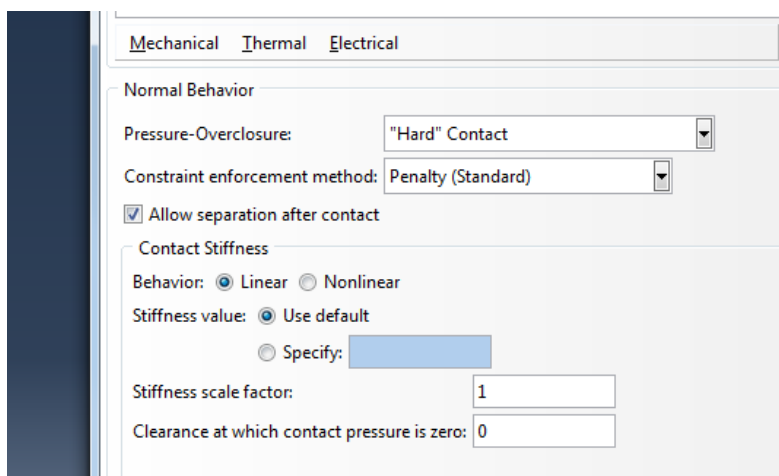 Mechanical Thermal Electrical
Normal Behavior
Pressure-Overclosure: "Hard" Contact
Constraint enforcement method: Penalty (Standard)
Allow separation after contact
Contact Stiffness
Behavior: Linear Nonlinear
Stiffness value: Use default
Specify:
Stiffness scale factor: 1
Clearance at which contact pressure is zero: 0